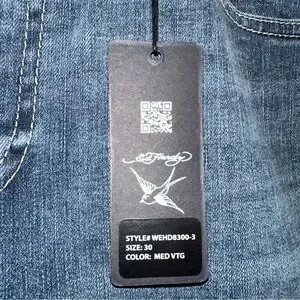 Ed Hardy
STYLE# WEHD8300-3
SIZE: 30
COLOR: MED VTG